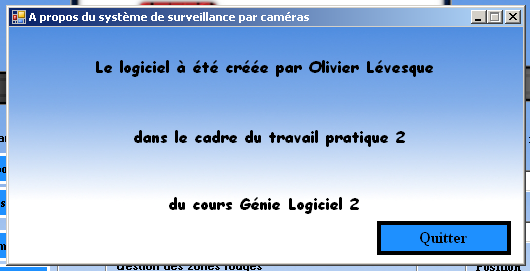 A propos du système de surveillance par caméras
Le logiciel à été créée par Olivier Lévesque
dans le cadre du travail pratique 2
du cours Génie Logiciel 2
Quitter
Gestion des zones rouges
Position